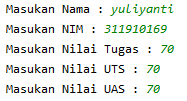 Masukan Nama : yuliyanti
Masukan NIM : 311910169
Masukan Nilai Tugas : 70
Masukan Nilai UTS : 70
Masukan Nilai UAS : 70